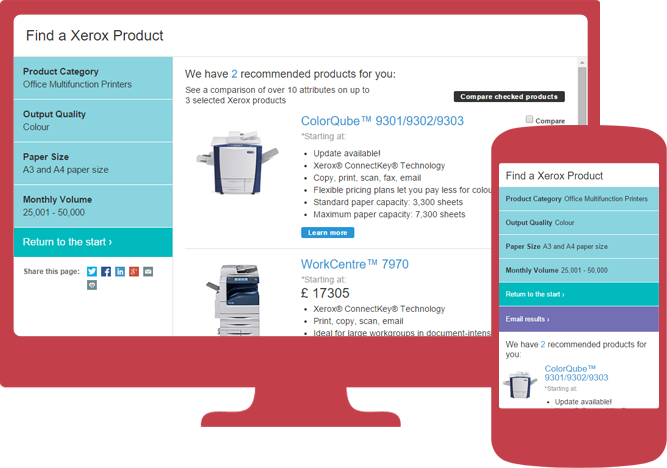 Find a Xerox Product
Product Category
Office Multifunction Printers
Output Quality
Colour
Paper Size
A3 and A4 paper size
Monthly Volume
25,001 - 50,000
Return to the start ›
Share this page:
We have 2 recommended products for you:
See a comparison of over 10 attributes on up to
3 selected Xerox products
Compare checked products
ColorQube™ 9301/9302/9303
Compare
*Starting at:
• Update available!
• Xerox® ConnectKey® Technology
• Copy, print, scan, fax, email
• Flexible pricing plans let you pay less for colou
• Standard paper capacity: 3,300 sheets
• Maximum paper capacity: 7,300 sheets
Learn more
WorkCentre™ 7970
*Starting at:
£ 17305
• Xerox® ConnectKey® Technology
• Print, copy, scan, email
• Ideal for large workgroups in document-intens
Find a Xerox Product
Product Category Office Multifunction Printers
Output Quality Colour
Paper Size A3 and A4 paper size
Monthly Volume 25,001 - 50,000
Return to the start ›
Email results ›
We have 2 recommended products for
you:
ColorQube™
9301/9302/9303
*Starting at:
• Update available!